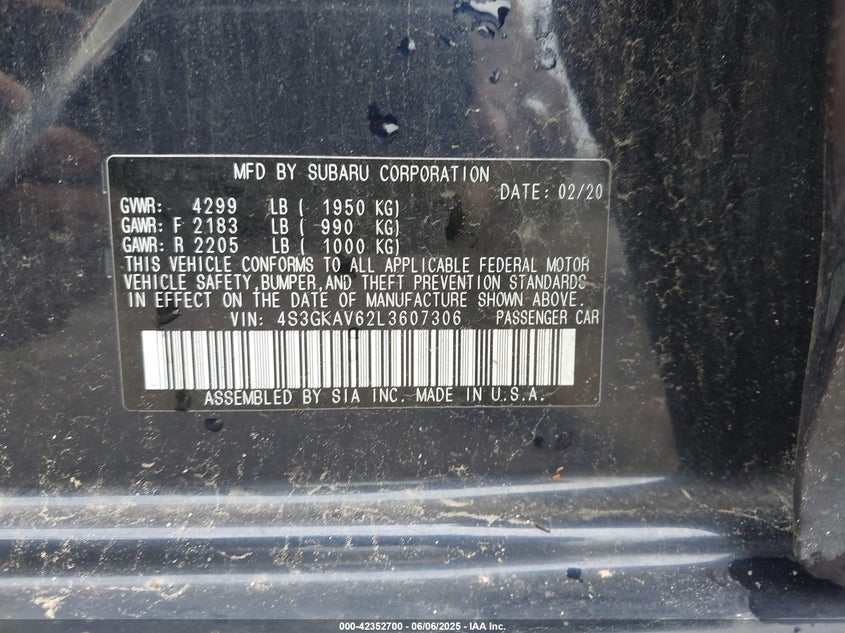 MFD BY SUBARU CORPORATION
DATE: 02/20
GVWR: 4299 LB ( 1950 KG)
GAWR: F 2183 LB ( 990 KG)
GAWR: R 2205 LB ( 1000 KG)
THIS VEHICLE CONFORMS TO ALL APPLICABLE FEDERAL MOTOR
VEHICLE SAFETY,BUMPER,AND THEFT PREVENTION STANDARDS
IN EFFECT ON THE DATE OF MANUFACTURE SHOWN ABOVE.
VIN: 4S3GKAV62L3607306 PASSENGER CAR
ASSEMBLED BY SIA INC. MADE IN U.S.A.
000-42352700 - 06/06/2025 - IAA Inc.